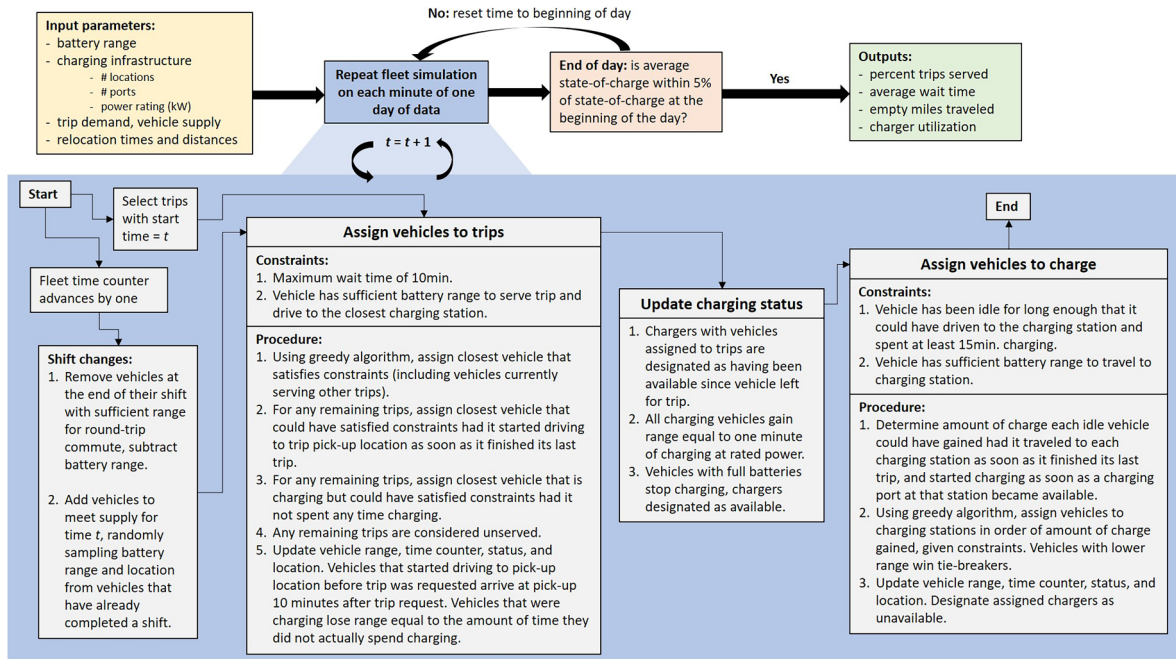 No: reset time to beginning of day
Input parameters:
- battery range
- charging infrastructure
- # locations
- # ports
- power rating (kW)
- trip demand, vehicle supply
- relocation times and distances
Repeat fleet simulation
on each minute of one
day of data
End of day: is average
state-of-charge within 5%
of state-of-charge at the
beginning of the day?
Yes
Outputs:
- percent trips served
- average wait time
- empty miles traveled
- charger utilization
t = t + 1
Start
Select trips
with start
time = t
Fleet time counter
advances by one
Shift changes:
1. Remove vehicles at
the end of their shift
with sufficient range
for round-trip
commute, subtract
battery range.
2. Add vehicles to
meet supply for
time t, randomly
sampling battery
range and location
from vehicles that
have already
completed a shift.
Assign vehicles to trips
Constraints:
1. Maximum wait time of 10min.
2. Vehicle has sufficient battery range to serve trip and
drive to the closest charging station.
Procedure:
1. Using greedy algorithm, assign closest vehicle that
satisfies constraints (including vehicles currently
serving other trips).
2. For any remaining trips, assign closest vehicle that
could have satisfied constraints had it started driving
to trip pick-up location as soon as it finished its last
trip.
3. For any remaining trips, assign closest vehicle that is
charging but could have satisfied constraints had it
not spent any time charging.
4. Any remaining trips are considered unserved.
5. Update vehicle range, time counter, status, and
location. Vehicles that started driving to pick-up
location before trip was requested arrive at pick-up
10 minutes after trip request. Vehicles that were
charging lose range equal to the amount of time they
did not actually spend charging.
Update charging status
1. Chargers with vehicles
assigned to trips are
designated as having been
available since vehicle left
for trip.
2. All charging vehicles gain
range equal to one minute
of charging at rated power.
3. Vehicles with full batteries
stop charging, chargers
designated as available.
End
Assign vehicles to charge
Constraints:
1. Vehicle has been idle for long enough that it
could have driven to the charging station and
spent at least 15min. charging.
2. Vehicle has sufficient battery range to travel to
charging station.
Procedure:
1. Determine amount of charge each idle vehicle
could have gained had it traveled to each
charging station as soon as it finished its last
trip, and started charging as soon as a charging
port at that station became available.
2. Using greedy algorithm, assign vehicles to
charging stations in order of amount of charge
gained, given constraints. Vehicles with lower
range win tie-breakers.
3. Update vehicle range, time counter, status, and
location. Designate assigned chargers as
unavailable.